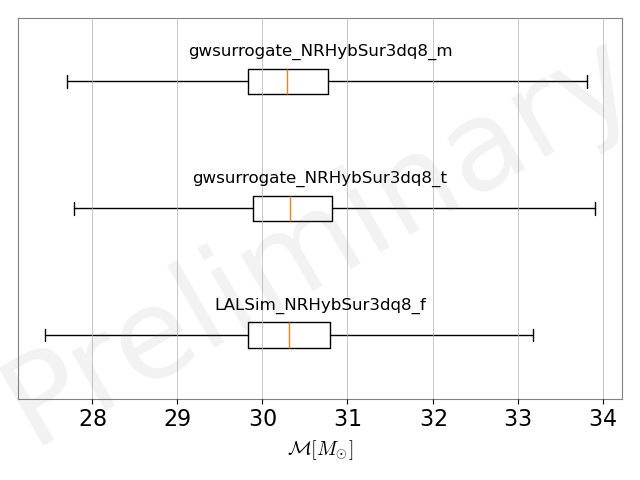 gwsurrogate_NRHybSur3dq8_m
gwsurrogate_NRHybSur3dq8_t
LALSim_NRHybSur3dq8_f
Preliminary
28 29 30 31 32 33 34
ℳ[M⊙]